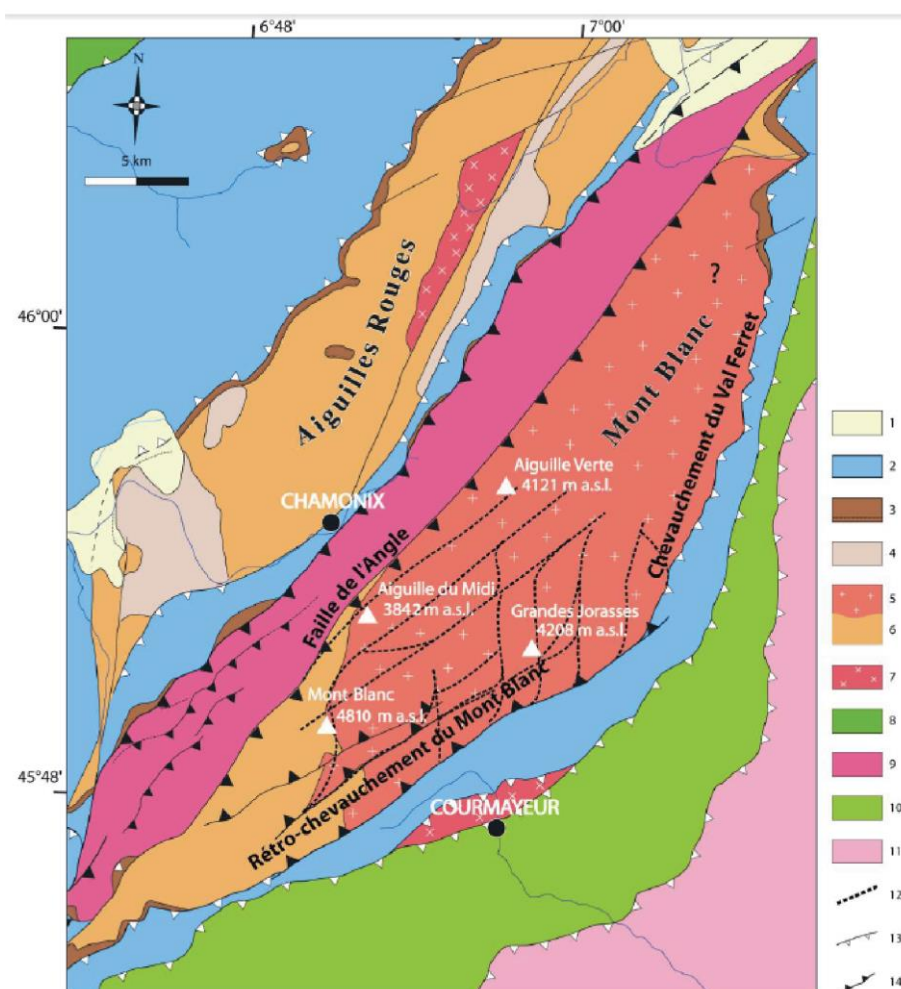 6°48'
7°00'
N
5 km
46°00'
45°48'
Aiguilles Rouges
Mont Blanc
?
Chevauchement du Val Ferret
Aiguille Verte
4121 m a.s.l.
CHAMONIX
Faille de l'Angle
Aiguille du Midi
3842 m a.s.l.
Grandes Jorasses
4208 m a.s.l.
Mont Blanc
4810 m a.s.l.
Rétro-chevauchement du Mont Blanc
COURMAYEUR
1
2
3
4
5
6
7
8
9
10
11
12
13
14